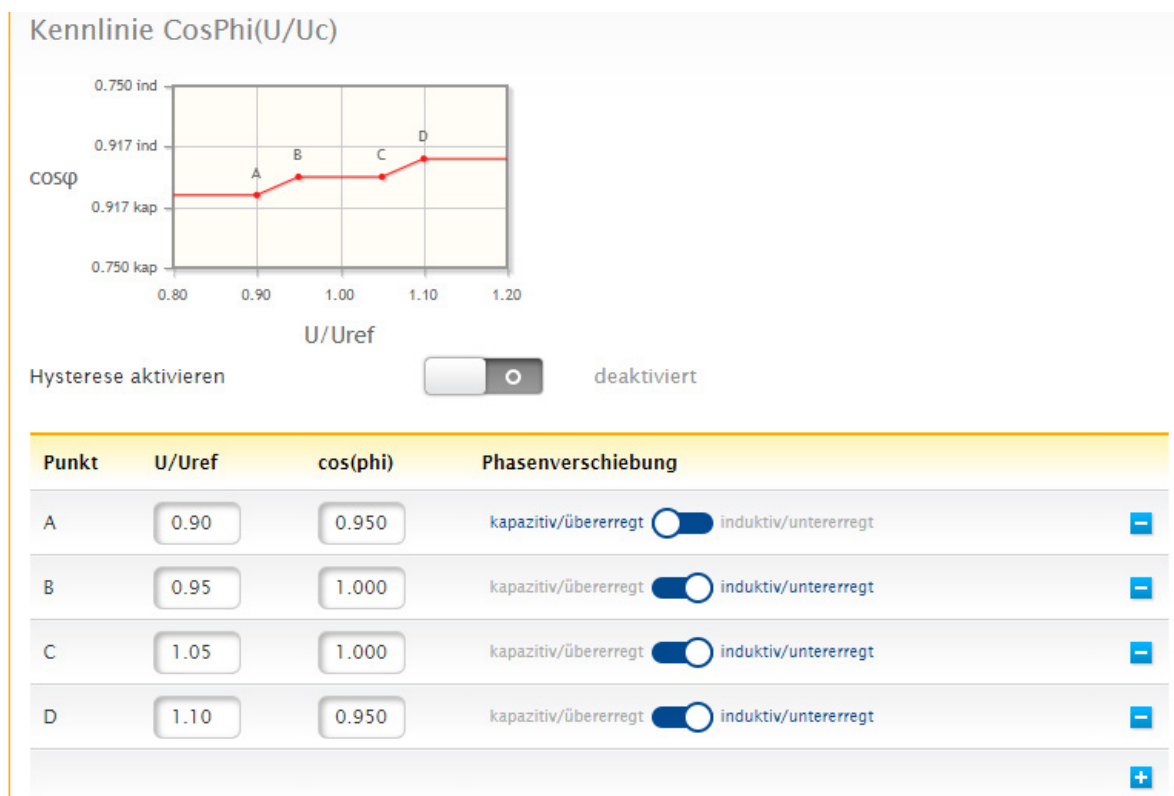 Kennlinie CosPhi(U/Uc)
0.750 ind
0.917 ind
cosφ
0.917 kap
0.750 kap
A
B
C
D
0.80 0.90 1.00 1.10 1.20
U/Uref
Hysterese aktivieren deaktiviert
Punkt U/Uref cos(phi) Phasenverschiebung
A 0.90 0.950 kapazitiv/übererregt induktiv/untererregt
B 0.95 1.000 kapazitiv/übererregt induktiv/untererregt
C 1.05 1.000 kapazitiv/übererregt induktiv/untererregt
D 1.10 0.950 kapazitiv/übererregt induktiv/untererregt